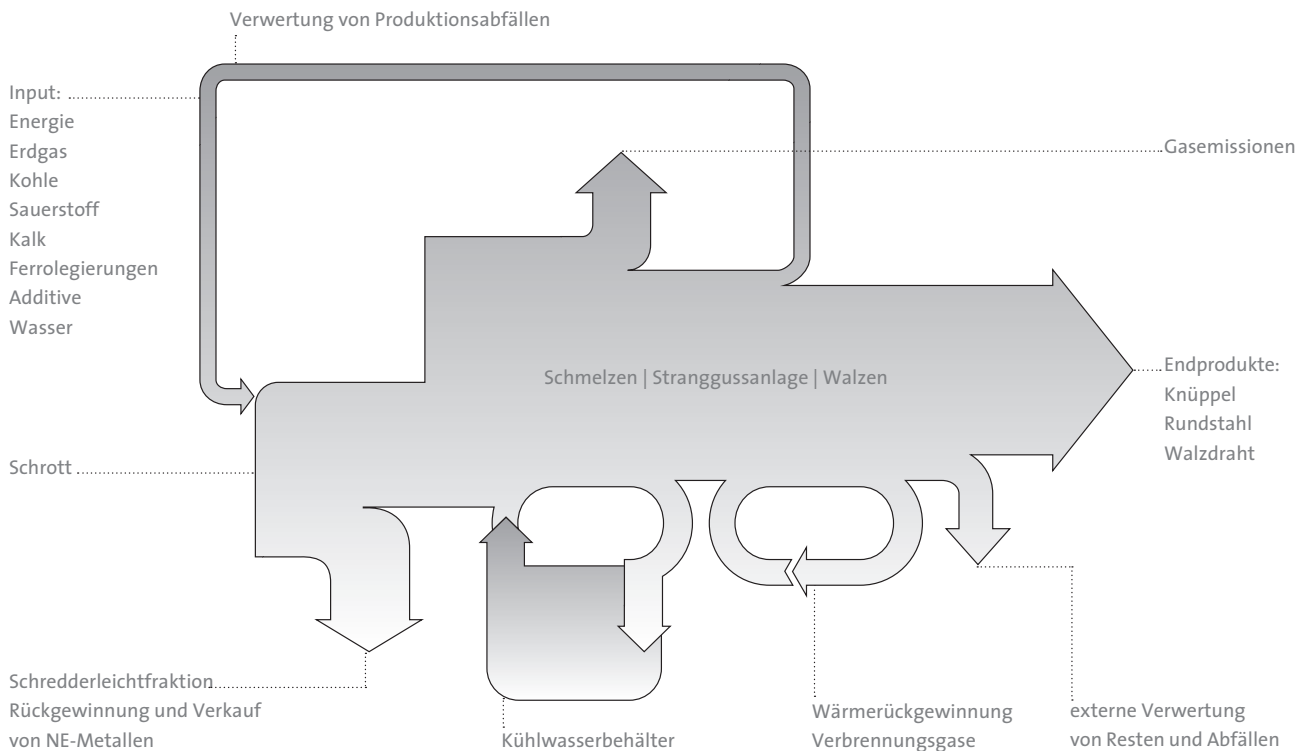 Verwertung von Produktionsabfällen
Input:
Energie
Erdgas
Kohle
Sauerstoff
Kalk
Ferrolegierungen
Additive
Wasser
Gasemissionen
Schmelzen | Stranggussanlage | Walzen
Endprodukte:
Knüppel
Rundstahl
Walzdraht
Schrott
Schredderleichtfraktion
Rückgewinnung und Verkauf
von NE-Metallen
Kühlwasserbehälter
Wärmerückgewinnung
Verbrennungsgase
externe Verwertung
von Resten und Abfällen